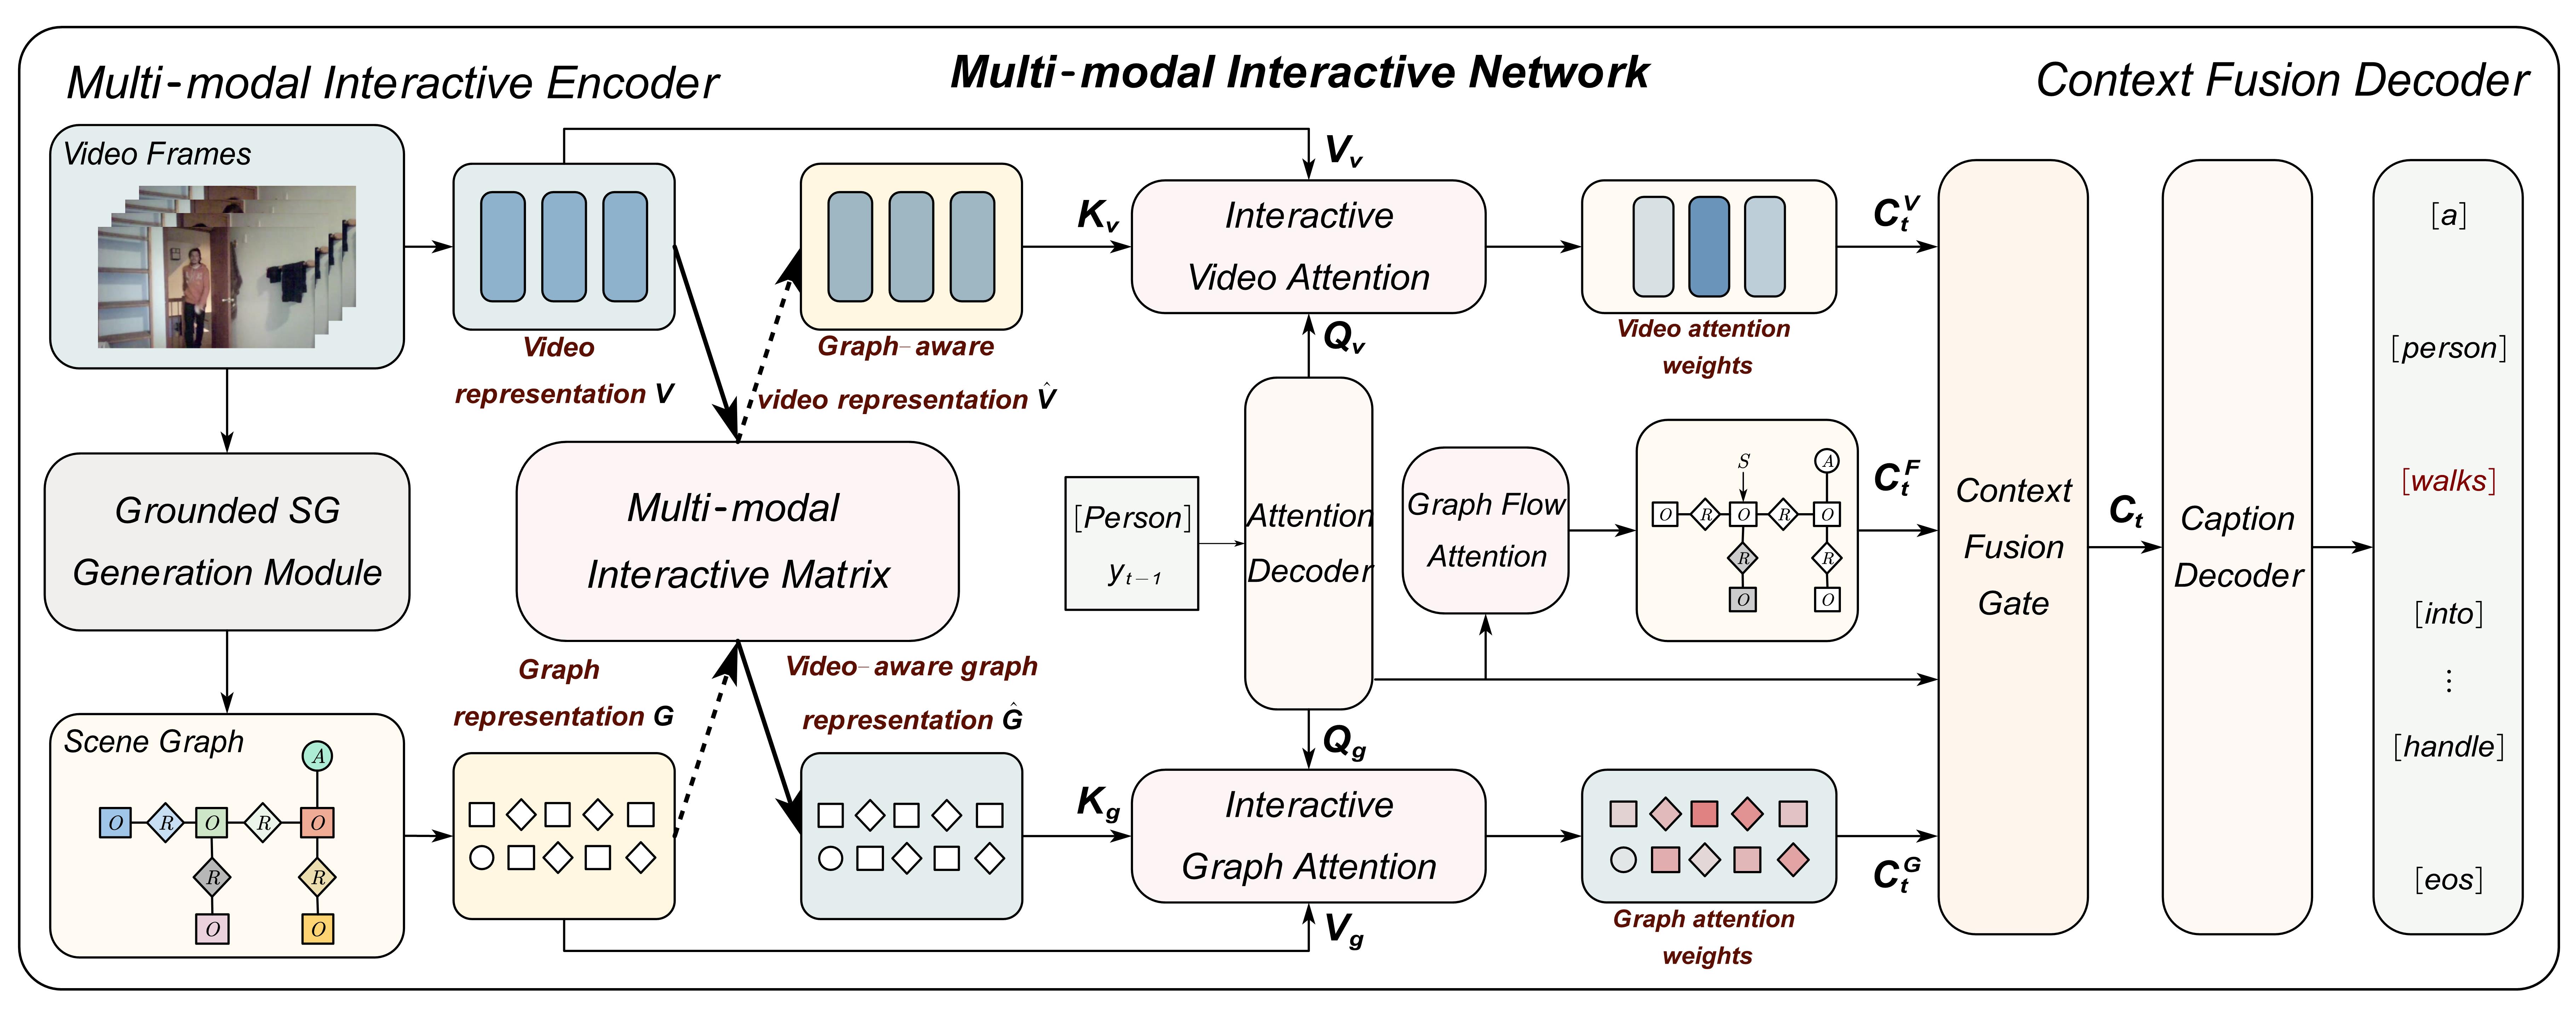 Multi-modal Interactive Encoder
Multi-modal Interactive Network
Context Fusion Decoder
Video Frames
Video
representation V
Graph-aware
video representation V̂
V_v
K_v
Interactive
Video Attention
Q_v
Video attention
weights
C_t^V
Grounded SG
Generation Module
Multi-modal
Interactive Matrix
[Person]
y_{t-1}
Attention
Decoder
Graph Flow
Attention
S
A
O R O R O
R R
O O
C_t^F
Context
Fusion
Gate
C_t
Caption
Decoder
[a]
[person]
[walks]
[into]
⋮
[handle]
[eos]
Scene Graph
A
O R O R O
R R
O O
Graph
representation G
Video-aware graph
representation Ĝ
Q_g
K_g
Interactive
Graph Attention
V_g
Graph attention
weights
C_t^G